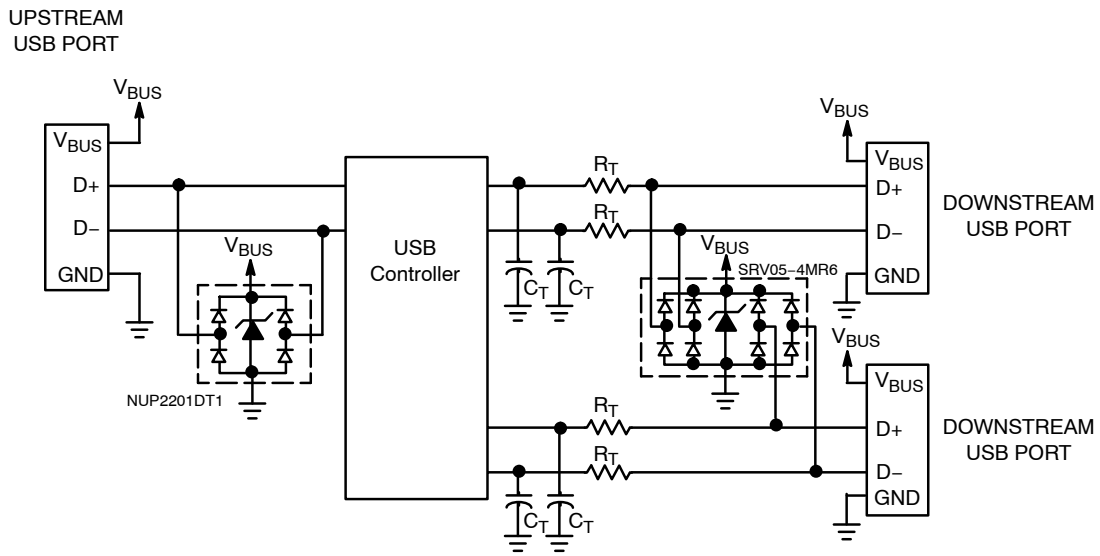 UPSTREAM
USB PORT
VBUS
VBUS
D+
D−
GND
VBUS
NUP2201DT1
USB
Controller
RT
RT
CT
CT
VBUS
SRV05−4MR6
VBUS
VBUS
D+
D−
GND
DOWNSTREAM
USB PORT
RT
RT
CT
CT
VBUS
VBUS
D+
D−
GND
DOWNSTREAM
USB PORT